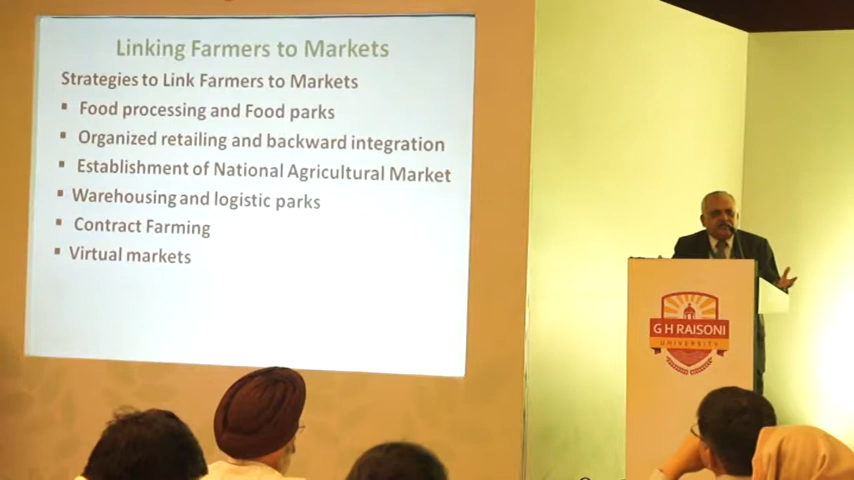 Linking Farmers to Markets
Strategies to Link Farmers to Markets
▪ Food processing and Food parks
▪ Organized retailing and backward integration
▪ Establishment of National Agricultural Market
▪ Warehousing and logistic parks
▪ Contract Farming
▪ Virtual markets
G H RAISONI
UNIVERSITY